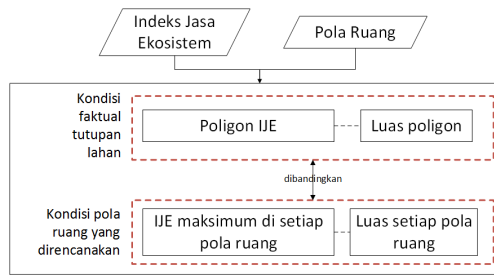 Indeks Jasa
Ekosistem
Pola Ruang
Kondisi
faktual
tutupan
lahan
Poligon IJE
Luas poligon
dibandingkan
Kondisi pola
ruang yang
direncanakan
IJE maksimum di setiap
pola ruang
Luas setiap pola
ruang